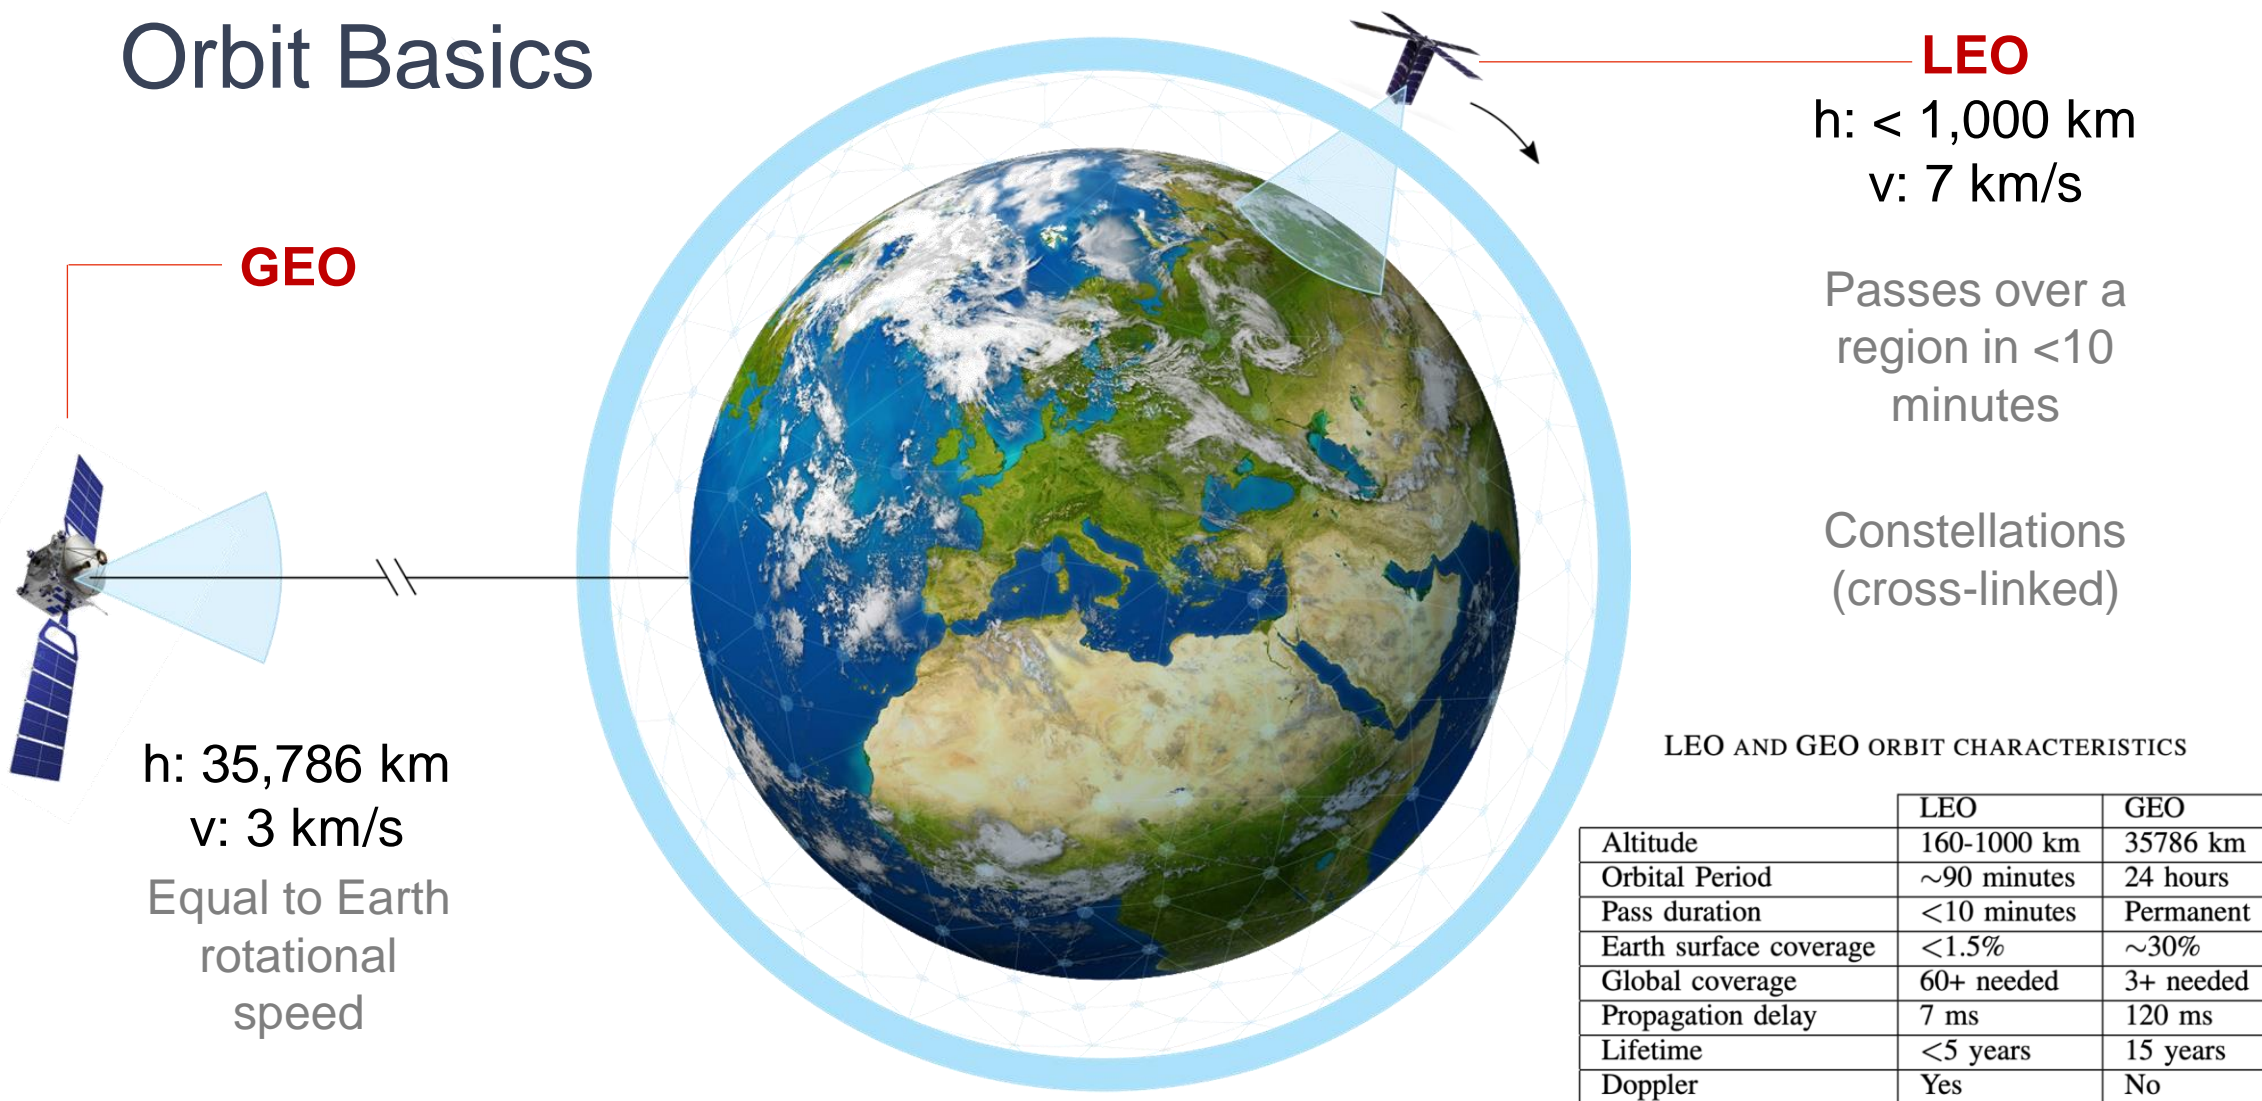 Orbit Basics
LEO
h: < 1,000 km
v: 7 km/s
Passes over a
region in <10
minutes
Constellations
(cross-linked)
GEO
h: 35,786 km
v: 3 km/s
Equal to Earth
rotational
speed
LEO AND GEO ORBIT CHARACTERISTICS
LEO GEO
Altitude 160-1000 km 35786 km
Orbital Period ~90 minutes 24 hours
Pass duration <10 minutes Permanent
Earth surface coverage <1.5% ~30%
Global coverage 60+ needed 3+ needed
Propagation delay 7 ms 120 ms
Lifetime <5 years 15 years
Doppler Yes No